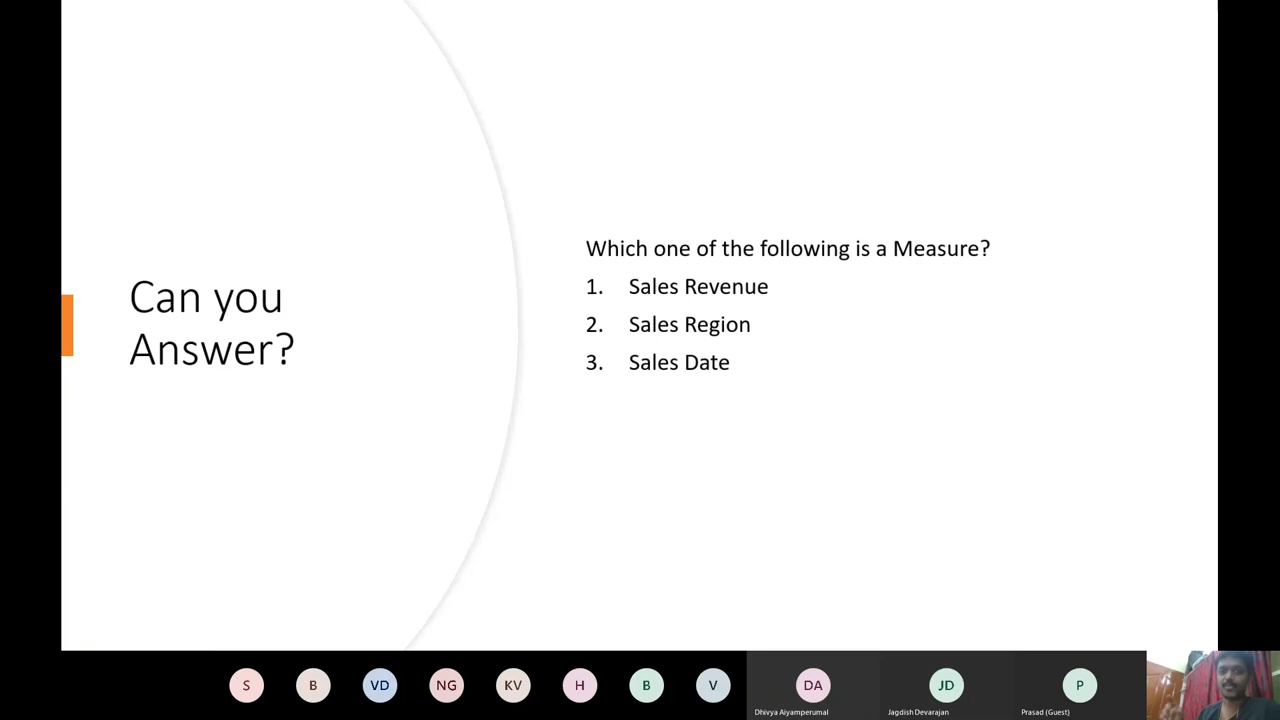 Can you
Answer?
Which one of the following is a Measure?
1. Sales Revenue
2. Sales Region
3. Sales Date
S
B
VD
NG
KV
H
B
V
DA
JD
P
Dhivya Aiyamperumal
Jagdish Devarajan
Prasad (Guest)